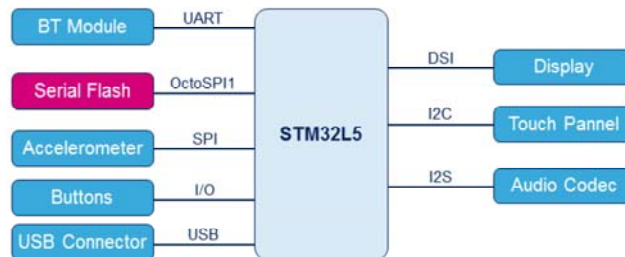 BT Module
UART
Serial Flash
OctoSPI1
Accelerometer
SPI
Buttons
I/O
USB Connector
USB
STM32L5
DSI
Display
I2C
Touch Pannel
I2S
Audio Codec